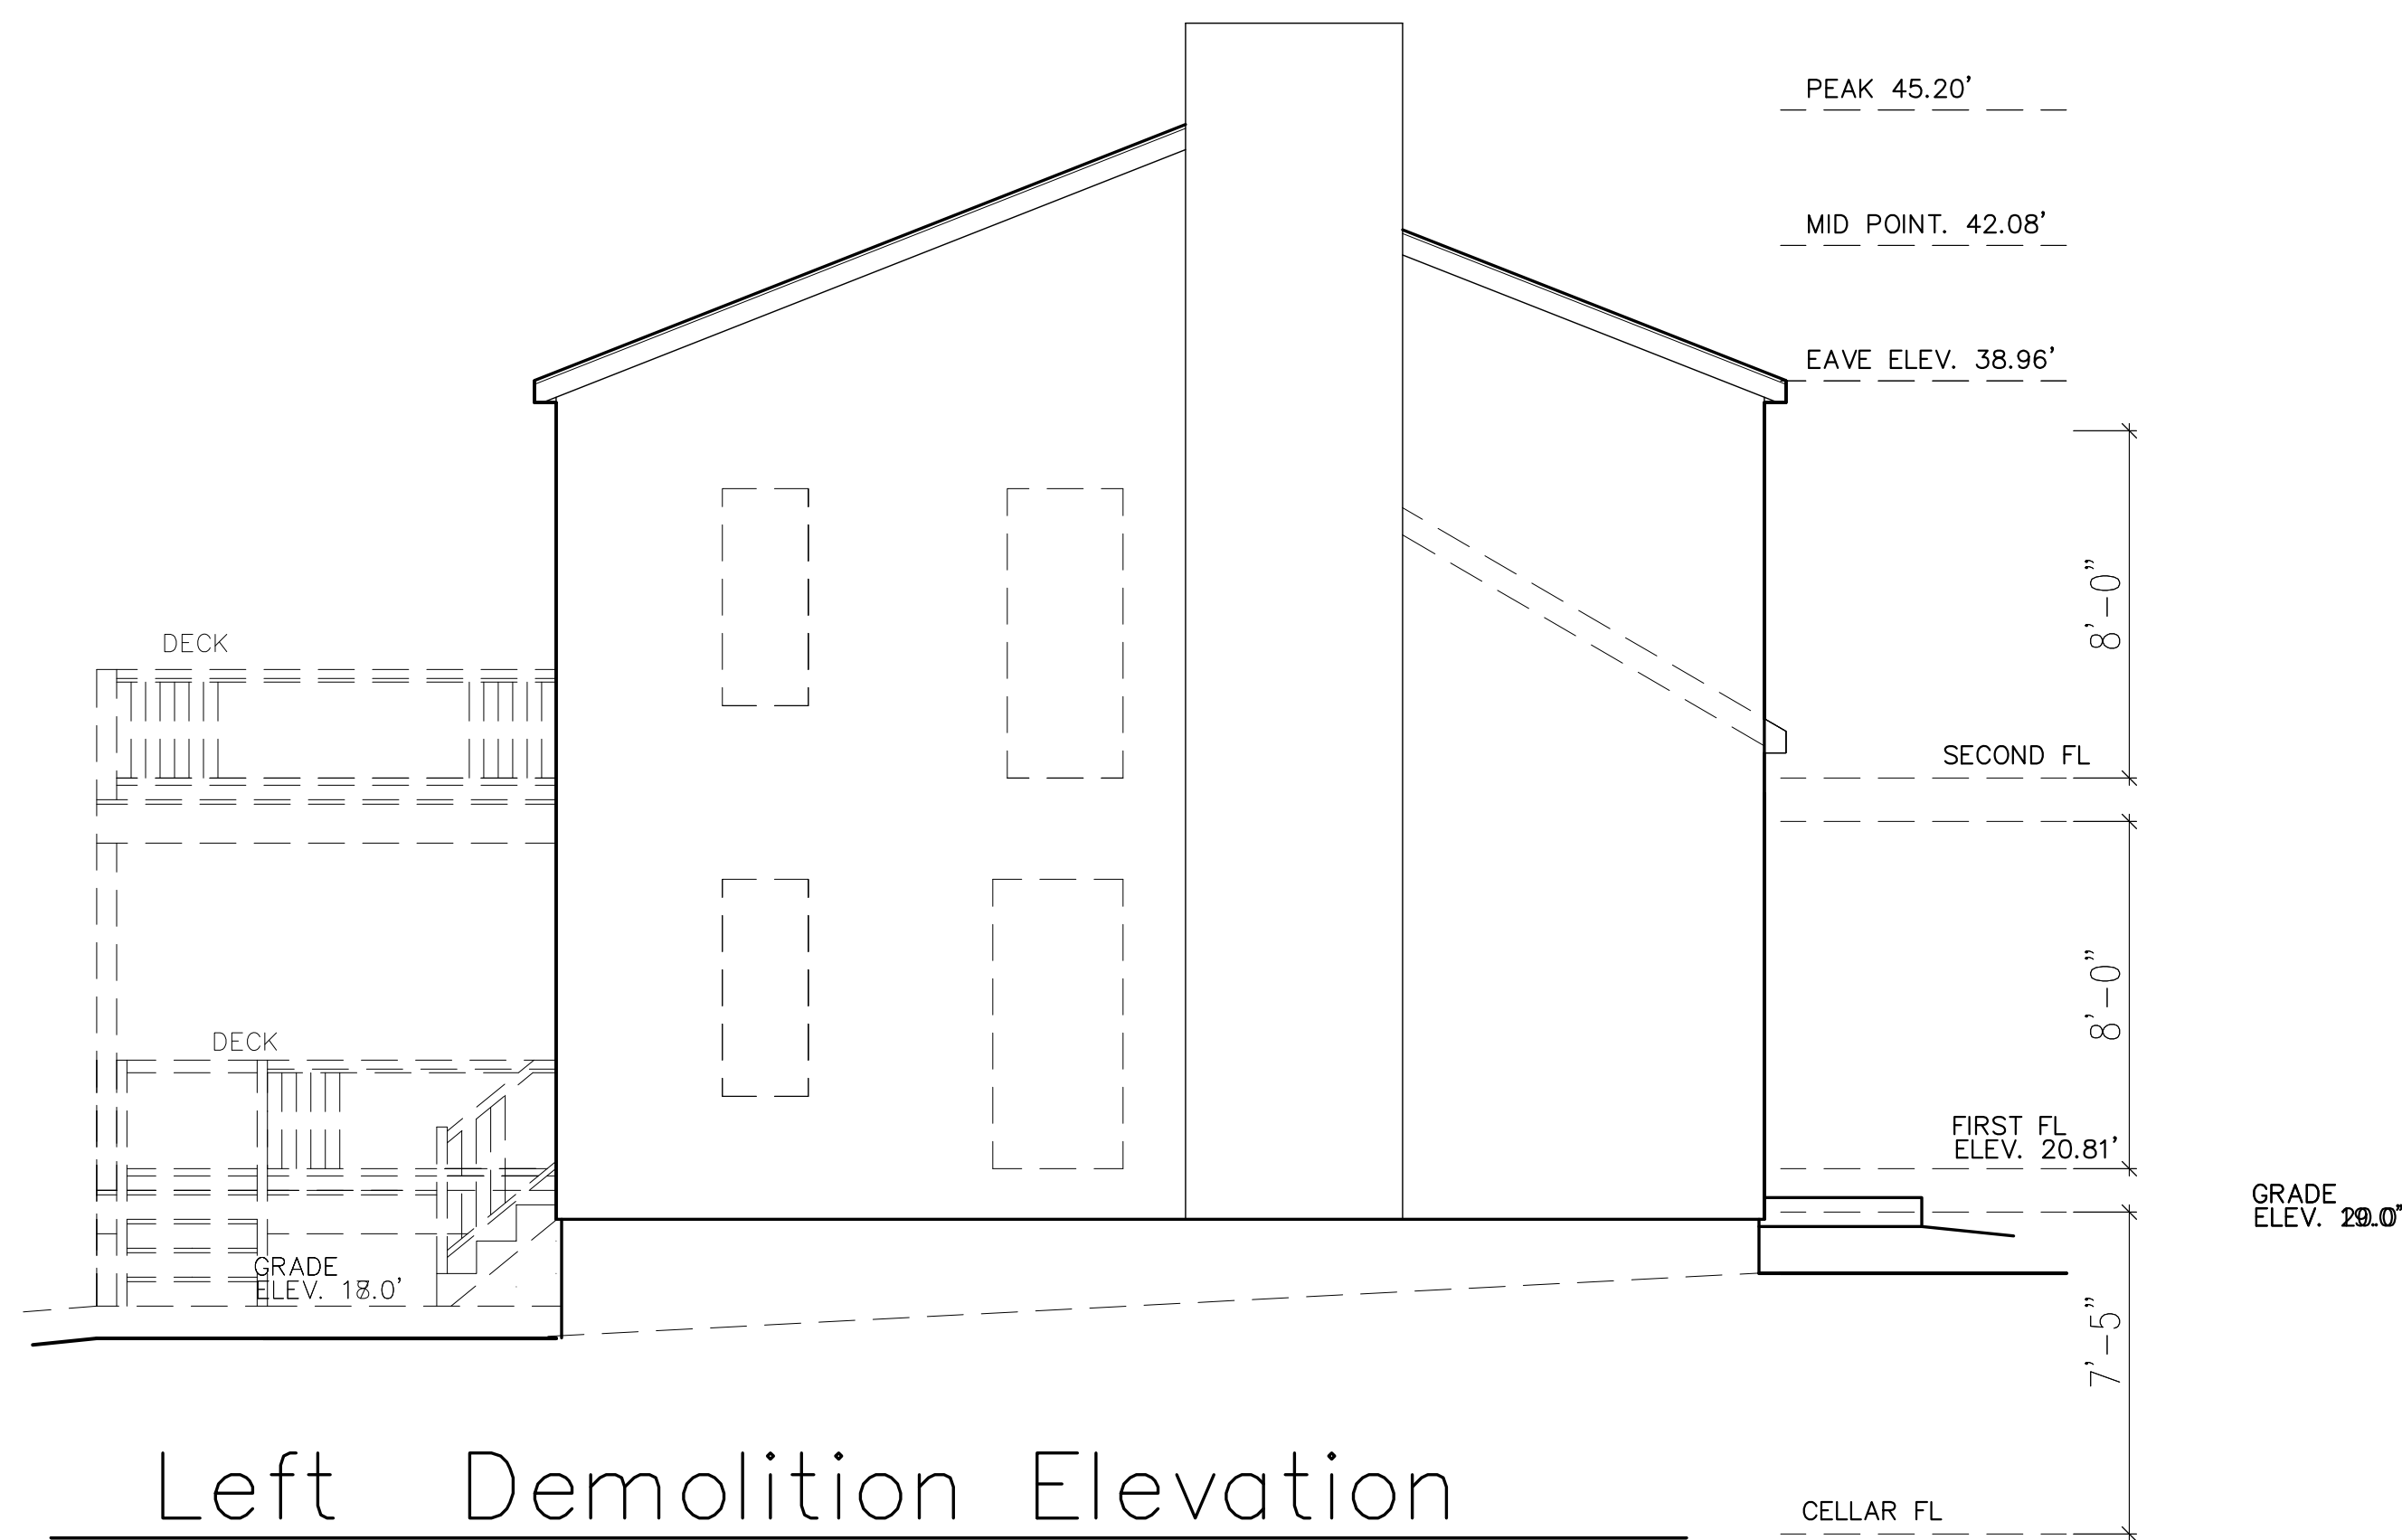 PEAK 45.20'
MID POINT. 42.08'
EAVE ELEV. 38.96'
8'-0"
DECK
SECOND FL
8'-0"
DECK
FIRST FL
ELEV. 20.81'
GRADE
ELEV.
GRADE
ELEV.
7'-5"
Left Demolition Elevation
CELLAR FL